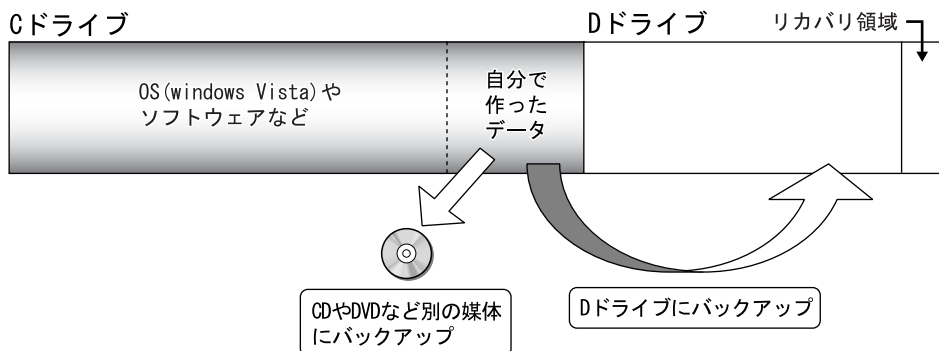 Cドライブ
Dドライブ
リカバリ領域
OS(windows Vista)や
ソフトウェアなど
自分で
作った
データ
CDやDVDなど別の媒体
にバックアップ
Dドライブにバックアップ